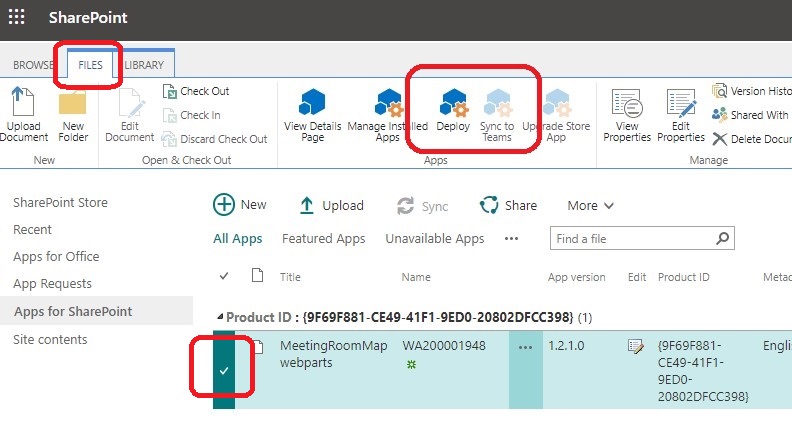 SharePoint
BROWSE FILES LIBRARY
Upload Document
New Folder
New
Edit Document
Check Out
Check In
Discard Check Out
Open & Check Out
View Details Page
Manage Installed Apps
Deploy
Sync to Teams
Upgrade Store App
Apps
View Properties
Edit Properties
Version Histo
Shared With
Delete Docu
Manage
SharePoint Store
Recent
Apps for Office
App Requests
Apps for SharePoint
Site contents
New Upload Sync Share More
All Apps Featured Apps Unavailable Apps ••• Find a file
Title Name App version Edit Product ID Metad
Product ID : {9F69F881-CE49-41F1-9ED0-20802DFCC398} (1)
MeetingRoomMap WA200001948 ••• 1.2.1.0 {9F69F881- Englis
webparts CE49-41F1-
9ED0-
20802DFCC398}